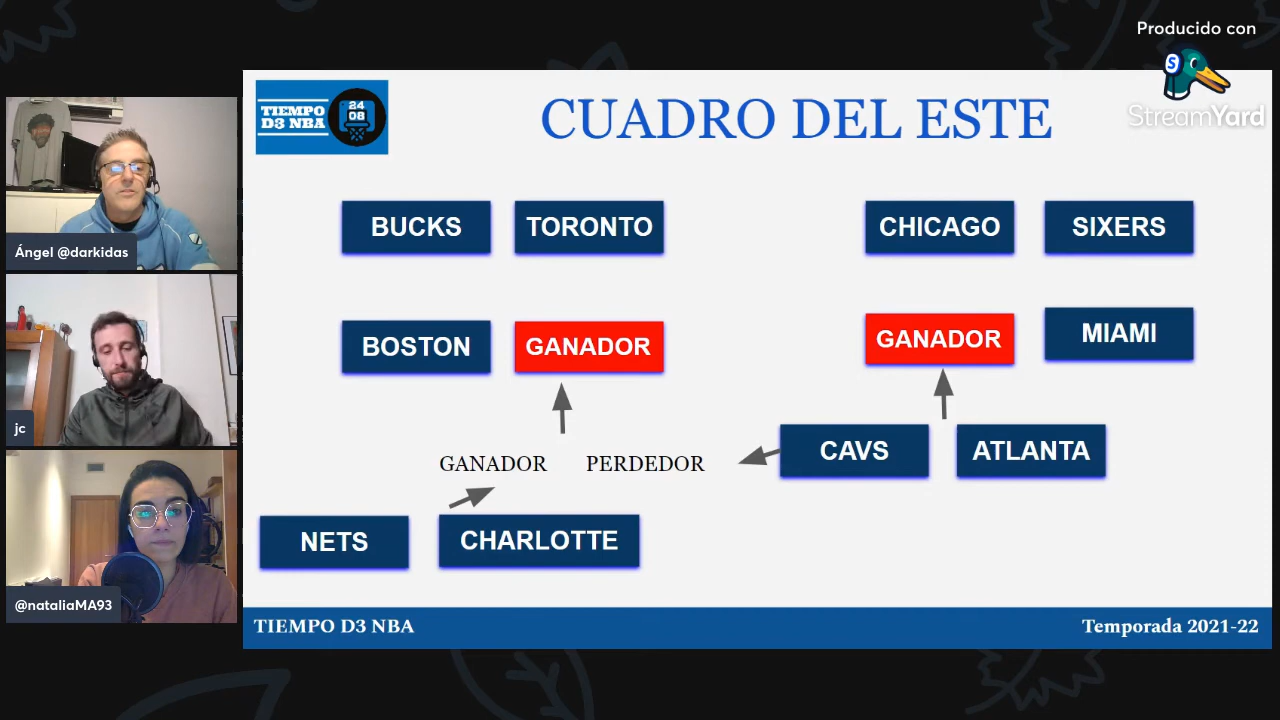 Producido con
StreamYard
TIEMPO
D3 NBA
24
08
CUADRO DEL ESTE
BUCKS
TORONTO
CHICAGO
SIXERS
BOSTON
GANADOR
GANADOR
MIAMI
CAVS
ATLANTA
GANADOR
PERDEDOR
NETS
CHARLOTTE
TIEMPO D3 NBA
Temporada 2021-22
Ángel @darkidas
jc
@nataliaMA93